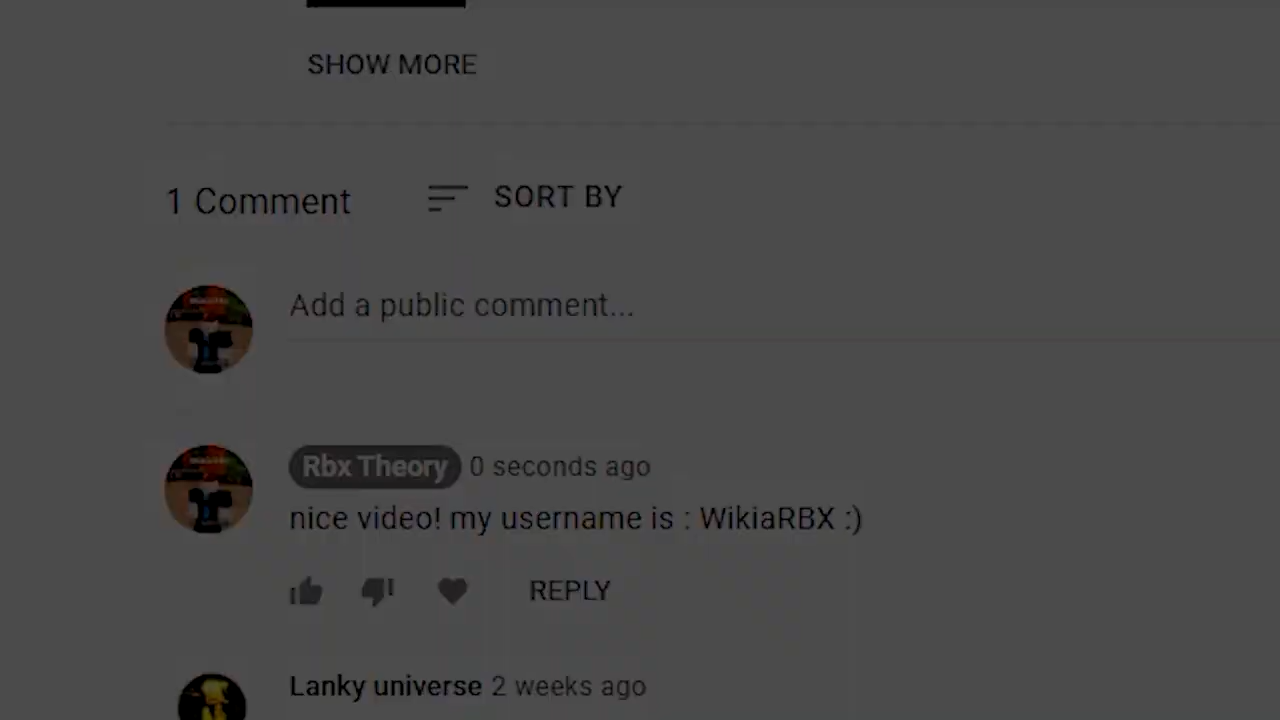 SHOW MORE
1 Comment
SORT BY
Add a public comment...
Rbx Theory 0 seconds ago
nice video! my username is : WikiaRBX :)
REPLY
Lanky universe 2 weeks ago